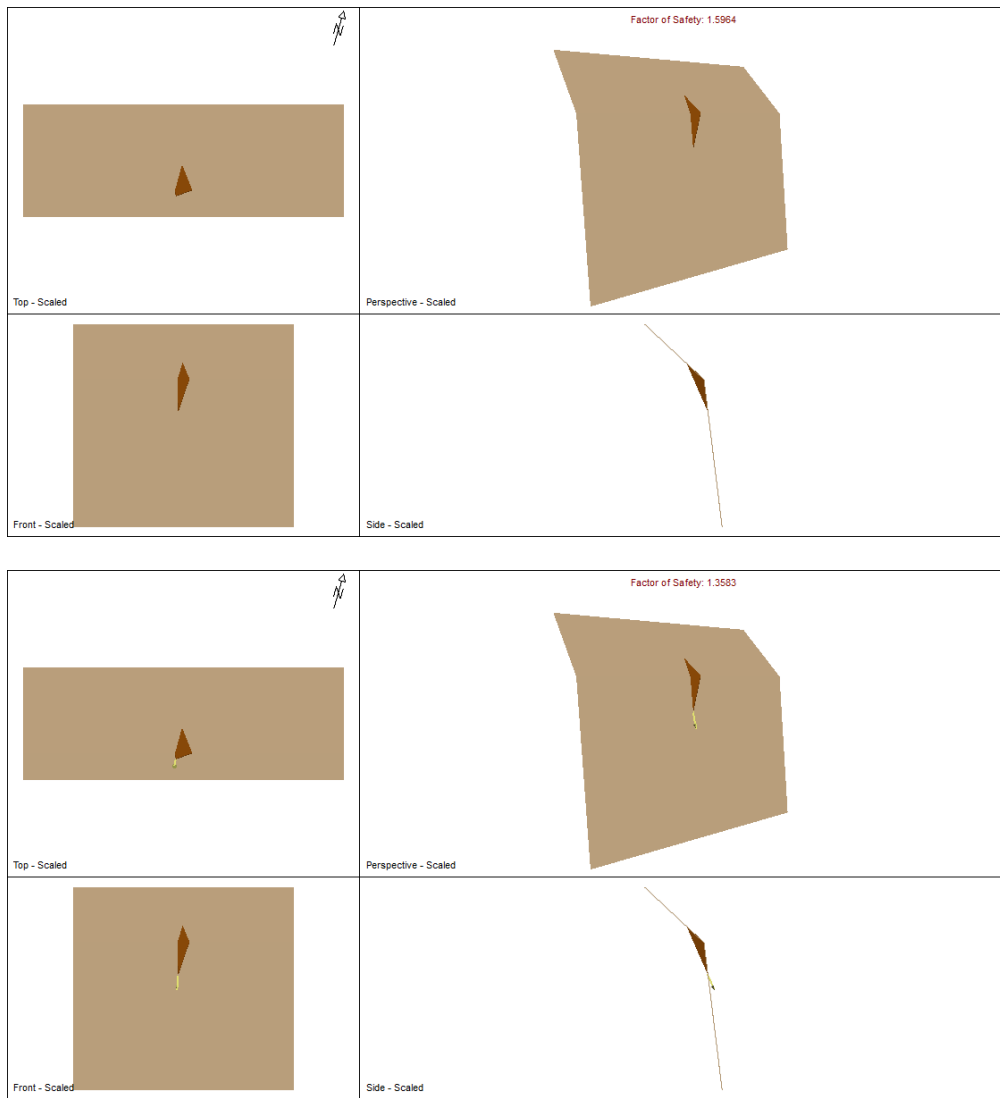 N
Factor of Safety: 1.5964
Top - Scaled
Perspective - Scaled
Front - Scaled
Side - Scaled
N
Factor of Safety: 1.3583
Top - Scaled
Perspective - Scaled
Front - Scaled
Side - Scaled